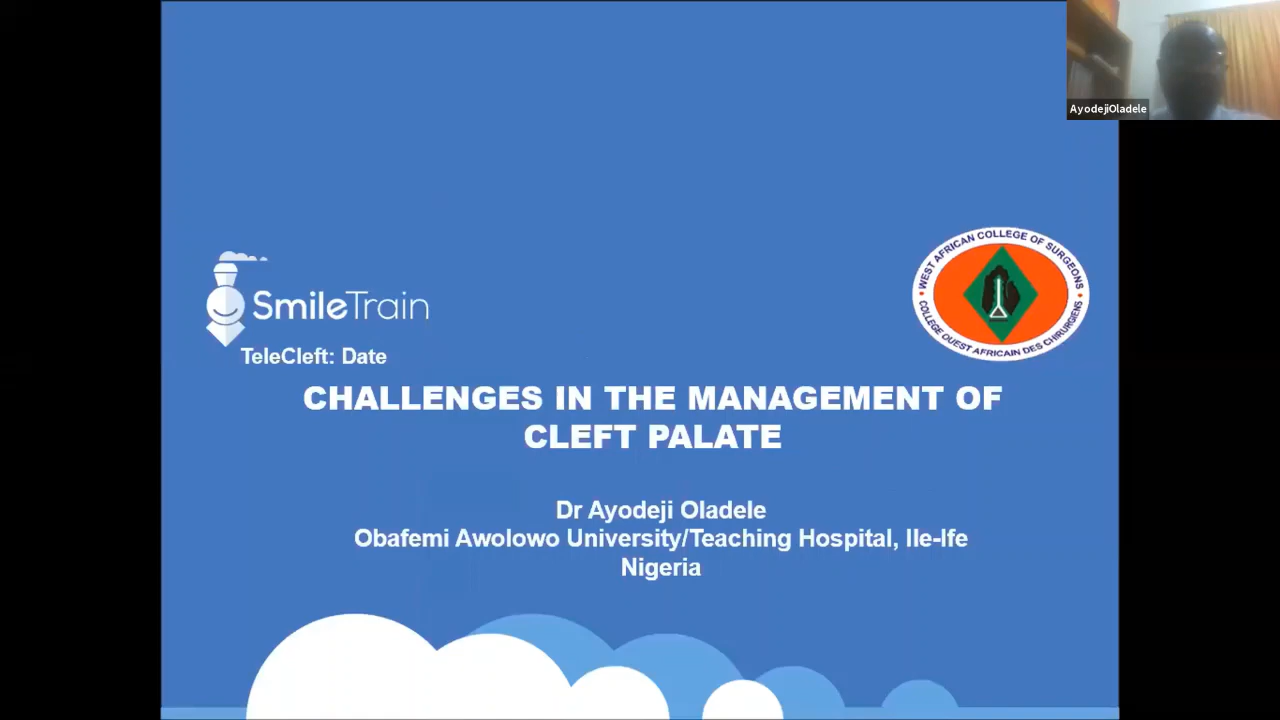 AyodejiOladele
WEST AFRICAN COLLEGE OF SURGEONS
COLLEGE OUEST AFRICAIN DES CHIRURGIENS
SmileTrain
TeleCleft: Date
CHALLENGES IN THE MANAGEMENT OF
CLEFT PALATE
Dr Ayodeji Oladele
Obafemi Awolowo University/Teaching Hospital, Ile-Ife
Nigeria